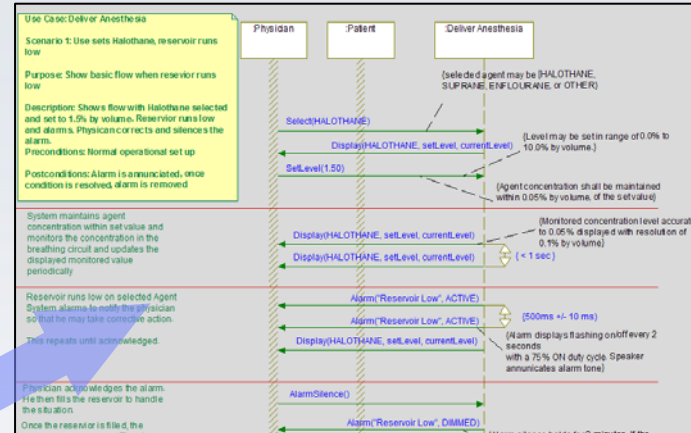 Use Case: Deliver Anesthesia
Scenario 1: Use sets Halothane, reservoir runs
low
Purpose: Show basic flow when resevior runs
low
Description: Shows flow with Halothane selected
and set to 1.5% by volume. Reservior runs low
and alarms. Physican corrects and silences the
alarm.
Preconditions: Normal operational set up
Postconditions: Alarm is annunciated, once
condition is resolved, alarm is removed
:Physician
:Patient
:Deliver Anesthesia
{selected agent may be [HALOTHANE,
SUPRANE, ENFLOURANE, or OTHER}
Select(HALOTHANE)
Display(HALOTHANE, setLevel, currentLevel)
{Level may be set in range of 0.0% to
10.0% by volume.}
SetLevel(1.50)
{Agent concentration shall be maintained
within 0.05% by volume, of the set value}
System maintains agent
concentration within set value and
monitors the concentration in the
breathing circuit and updates the
displayed monitored value
periodically
{Monitored concentration level accurat
to 0.05% displayed with resolution of
0.1% by volume}
Display(HALOTHANE, setLevel, currentLevel)
Display(HALOTHANE, setLevel, currentLevel)
{ < 1 sec }
Reservoir runs low on selected Agent
System alarms to notify the physician
so that he may take corrective action.
This repeats until acknowledged.
Alarm("Reservoir Low", ACTIVE)
{500ms +/- 10 ms}
Alarm("Reservoir Low", ACTIVE)
Display(HALOTHANE, setLevel, currentLevel)
{Alarm displays flashing on/off every 2
seconds
with a 75% ON duty cycle. Speaker
annunicates alarm tone}
Physician acknowledges the alarm.
He then fills the reservoir to handle
the situation.
Once the reservior is filled, the
AlarmSilence()
Alarm("Reservoir Low", DIMMED)